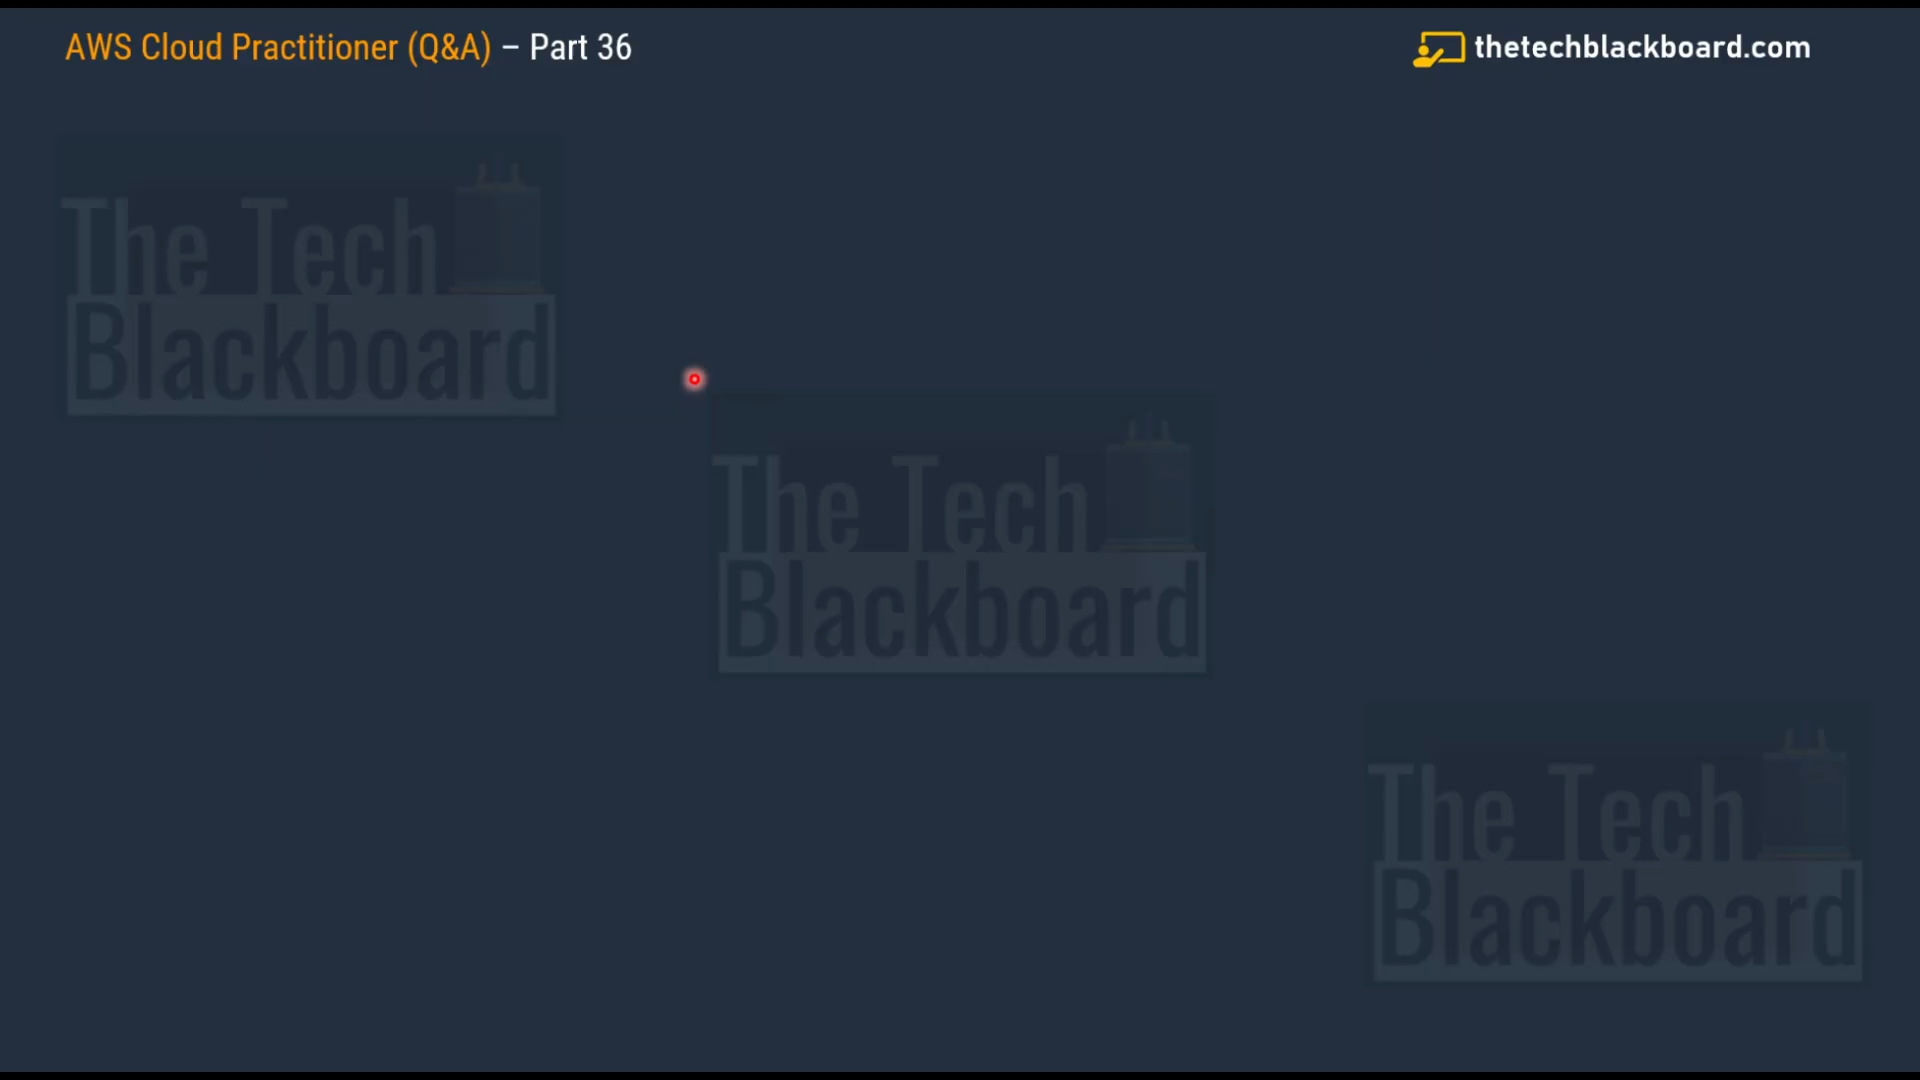 AWS Cloud Practitioner (Q&A) – Part 36
thetechblackboard.com
The Tech
Blackboard
The Tech
Blackboard
The Tech
Blackboard